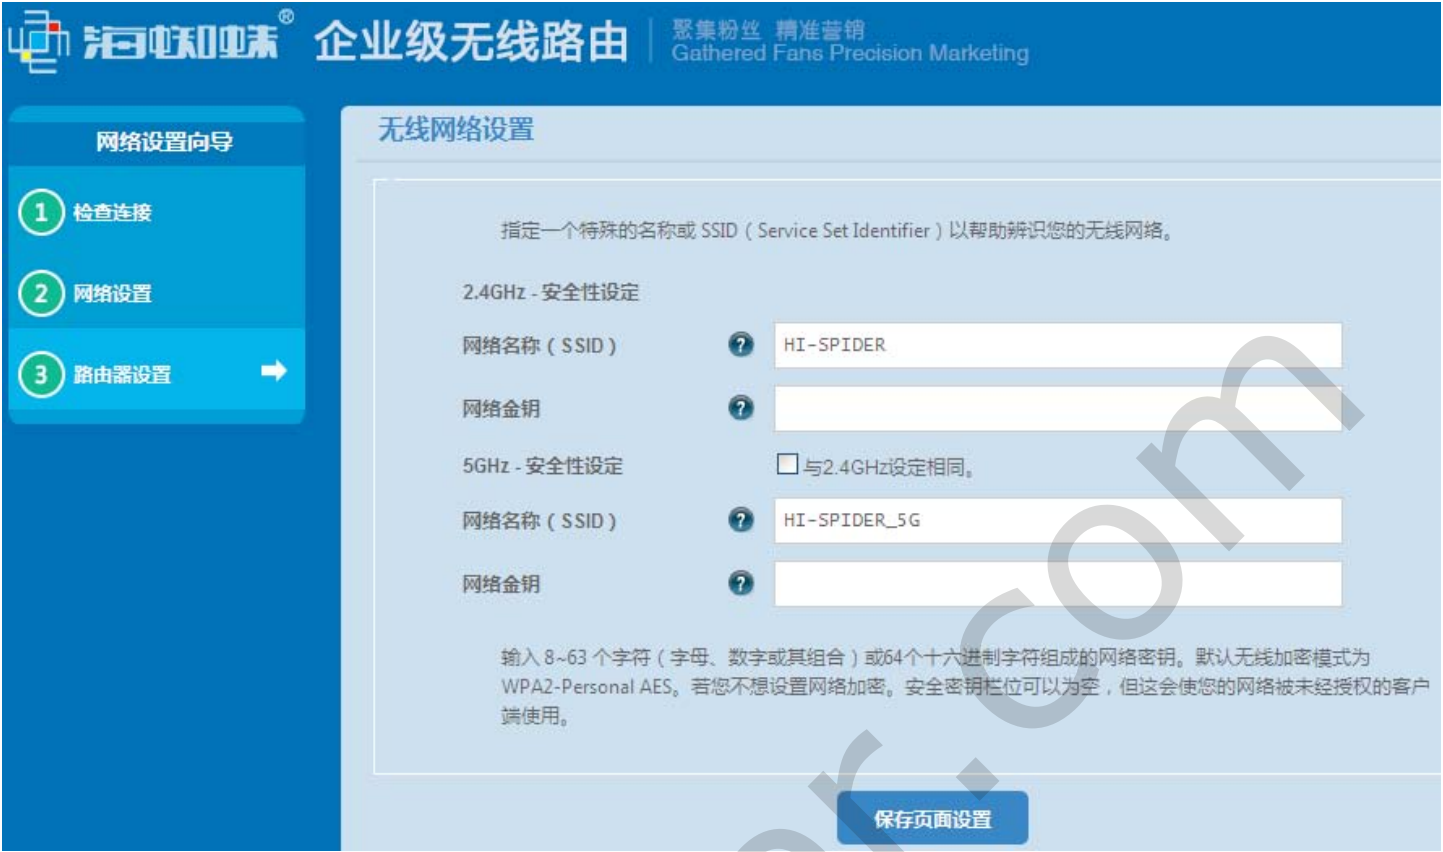 海蜘蛛® 企业级无线路由
聚集粉丝 精准营销
Gathered Fans Precision Marketing
网络设置向导
1 检查连接
2 网络设置
3 路由器设置
无线网络设置
指定一个特殊的名称或 SSID（Service Set Identifier）以帮助辨识您的无线网络。
2.4GHz - 安全性设定
网络名称（SSID） ? HI-SPIDER
网络金钥 ?
5GHz - 安全性设定 与2.4GHz设定相同。
网络名称（SSID） ? HI-SPIDER_5G
网络金钥 ?
输入 8~63 个字符（字母、数字或其组合）或64个十六进制字符组成的网络密钥。默认无线加密模式为
WPA2-Personal AES。若您不想设置网络加密。安全密钥栏位可以为空，但这会使您的网络被未经授权的客户
端使用。
保存页面设置
r.com